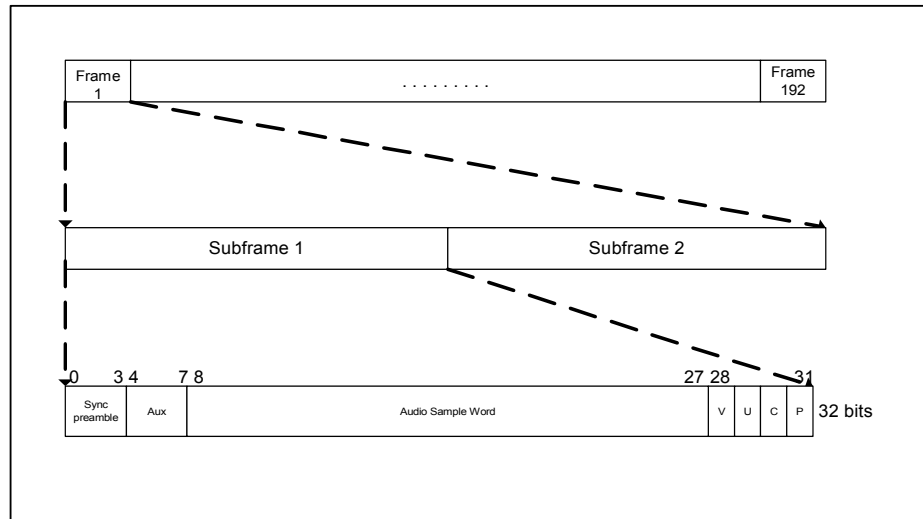 Frame
1
. . . . . . . . .
Frame
192
Subframe 1
Subframe 2
0 3 4 7 8 27 28 31
Sync
preamble
Aux
Audio Sample Word
V
U
C
P
32 bits